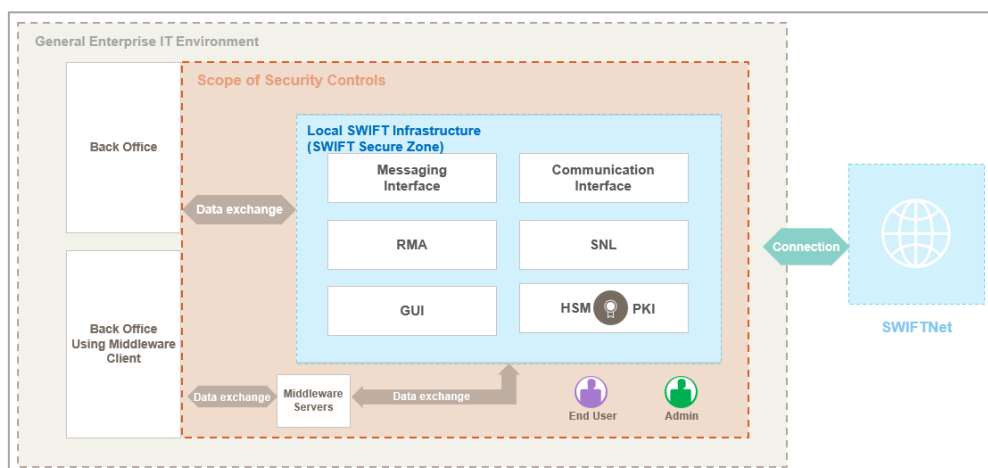 General Enterprise IT Environment
Scope of Security Controls
Back Office
Local SWIFT Infrastructure
(SWIFT Secure Zone)
Messaging
Interface
Communication
Interface
Data exchange
RMA
SNL
Connection
GUI
HSM PKI
SWIFTNet
Back Office
Using Middleware
Client
Data exchange
Middleware
Servers
Data exchange
End User
Admin